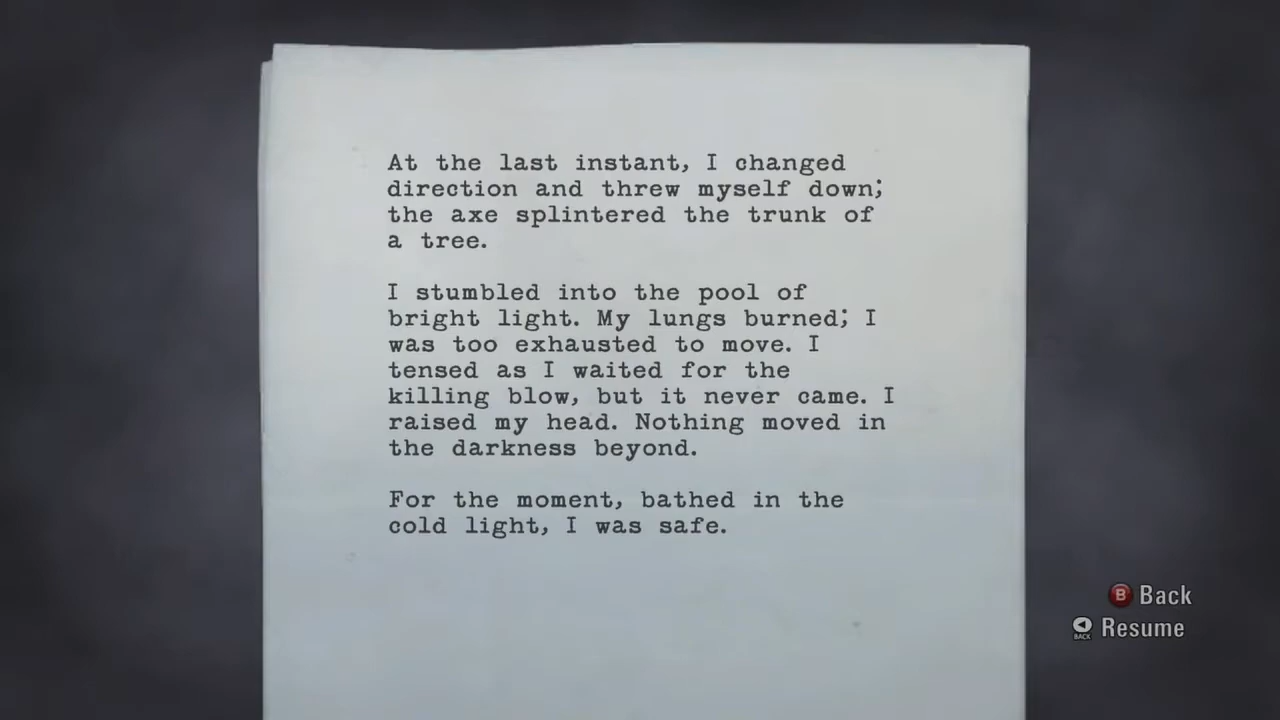 At the last instant, I changed
direction and threw myself down;
the axe splintered the trunk of
a tree.
I stumbled into the pool of
bright light. My lungs burned; I
was too exhausted to move. I
tensed as I waited for the
killing blow, but it never came. I
raised my head. Nothing moved in
the darkness beyond.
For the moment, bathed in the
cold light, I was safe.
B Back
BACK Resume